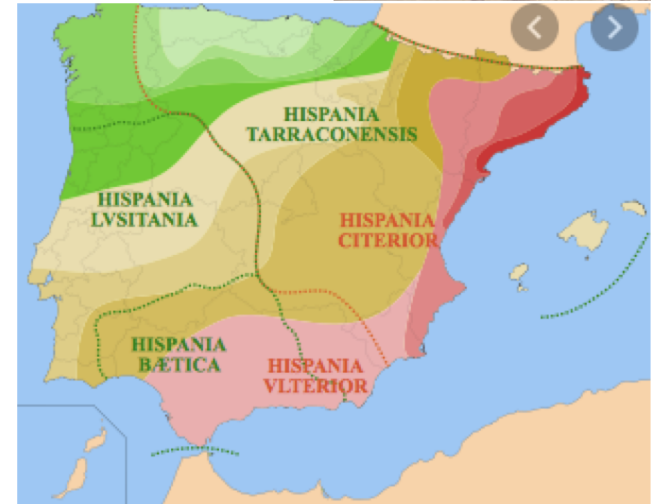 HISPANIA
TARRACONENSIS
HISPANIA
LVSITANIA
HISPANIA
CITERIOR
HISPANIA
BÆTICA
HISPANIA
VLTERIOR